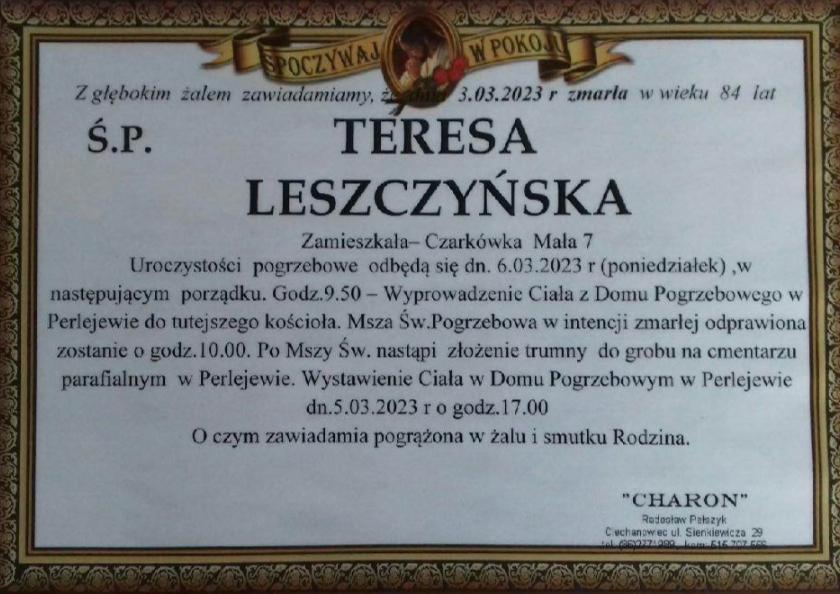 SPOCZYWAJ W POKOJU
Z głębokim żalem zawiadamiamy, 3.03.2023 r zmarła w wieku 84 lat
Ś.P. TERESA
LESZCZYŃSKA
Zamieszkała– Czarkówka Mała 7
Uroczystości pogrzebowe odbędą się dn. 6.03.2023 r (poniedziałek) ,w
następującym porządku. Godz.9.50 – Wyprowadzenie Ciała z Domu Pogrzebowego w
Perlejewie do tutejszego kościoła. Msza Św.Pogrzebowa w intencji zmarłej odprawiona
zostanie o godz.10.00. Po Mszy Św. nastąpi złożenie trumny do grobu na cmentarzu
parafialnym w Perlejewie. Wystawienie Ciała w Domu Pogrzebowym w Perlejewie
dn.5.03.2023 r o godz.17.00
O czym zawiadamia pogrążona w żalu i smutku Rodzina.
"CHARON"
Radosław Pełszyk
Ciechanowiec ul. Sienkiewicza 29